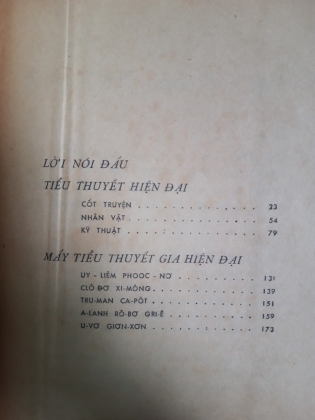 LỜI NÓI ĐẦU
TIỂU THUYẾT HIỆN ĐẠI
CỐT TRUYỆN . . . . . . . . . . . 23
NHÂN VẬT . . . . . . . . . . . 54
KỸ THUẬT . . . . . . . . . . . 79
MẤY TIỂU THUYẾT GIA HIỆN ĐẠI
UY - LIÊM PHOOC - NƠ . . . . . . . 131
CLÔ ĐƠ XI-MÔNG . . . . . . . . . 139
TRU-MAN CA-PÔT . . . . . . . . . 151
A-LANH RÔ-BƠ GRI-Ê . . . . . . . . 159
U-VƠ GIƠN-XƠN . . . . . . . . . 172